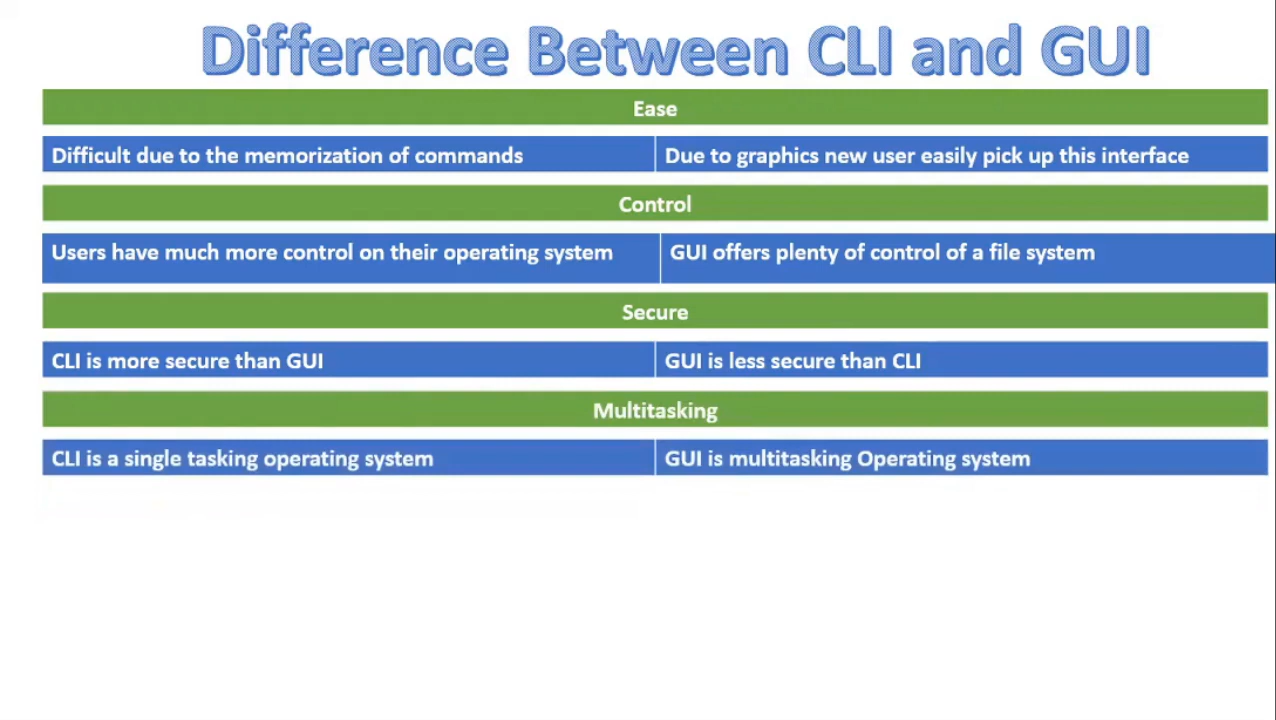 Difference Between CLI and GUI
Ease
Difficult due to the memorization of commands
Due to graphics new user easily pick up this interface
Control
Users have much more control on their operating system
GUI offers plenty of control of a file system
Secure
CLI is more secure than GUI
GUI is less secure than CLI
Multitasking
CLI is a single tasking operating system
GUI is multitasking Operating system